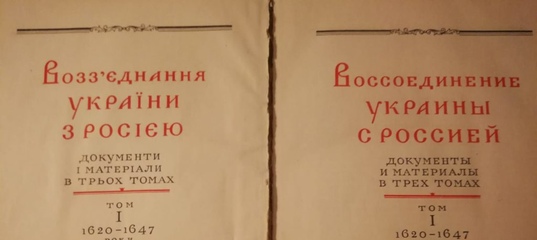 Возз'єднання
України
з Росією
документи
і матеріали
в трьох томах
том
I
1620–1647
Воссоединение
Украины
с Россией
документы
и материалы
в трех томах
том
I
1620–1647